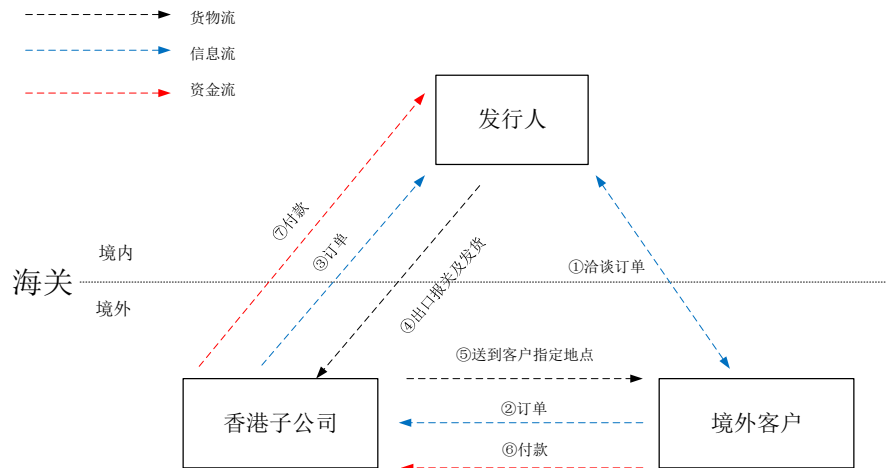 货物流
信息流
资金流
发行人
⑦付款
③订单
④出口报关及发货
①洽谈订单
境内
海关
境外
⑤送到客户指定地点
香港子公司
②订单
境外客户
⑥付款